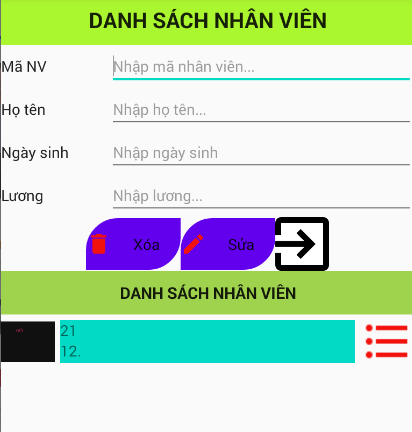 DANH SÁCH NHÂN VIÊN
Mã NV Nhập mã nhân viên...
Họ tên Nhập họ tên...
Ngày sinh Nhập ngày sinh
Lương Nhập lương...
Xóa Sửa
DANH SÁCH NHÂN VIÊN
21
12.